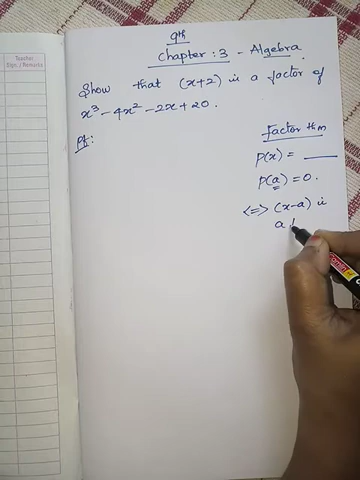 9th
Chapter : 3 - Algebra
Show that (x+2) is a factor of
x³ - 4x² - 2x + 20.
Pf:
Factor thm
p(x) = ____
p(a) = 0.
<=> (x-a) is
a
Teacher
Sign. / Remarks